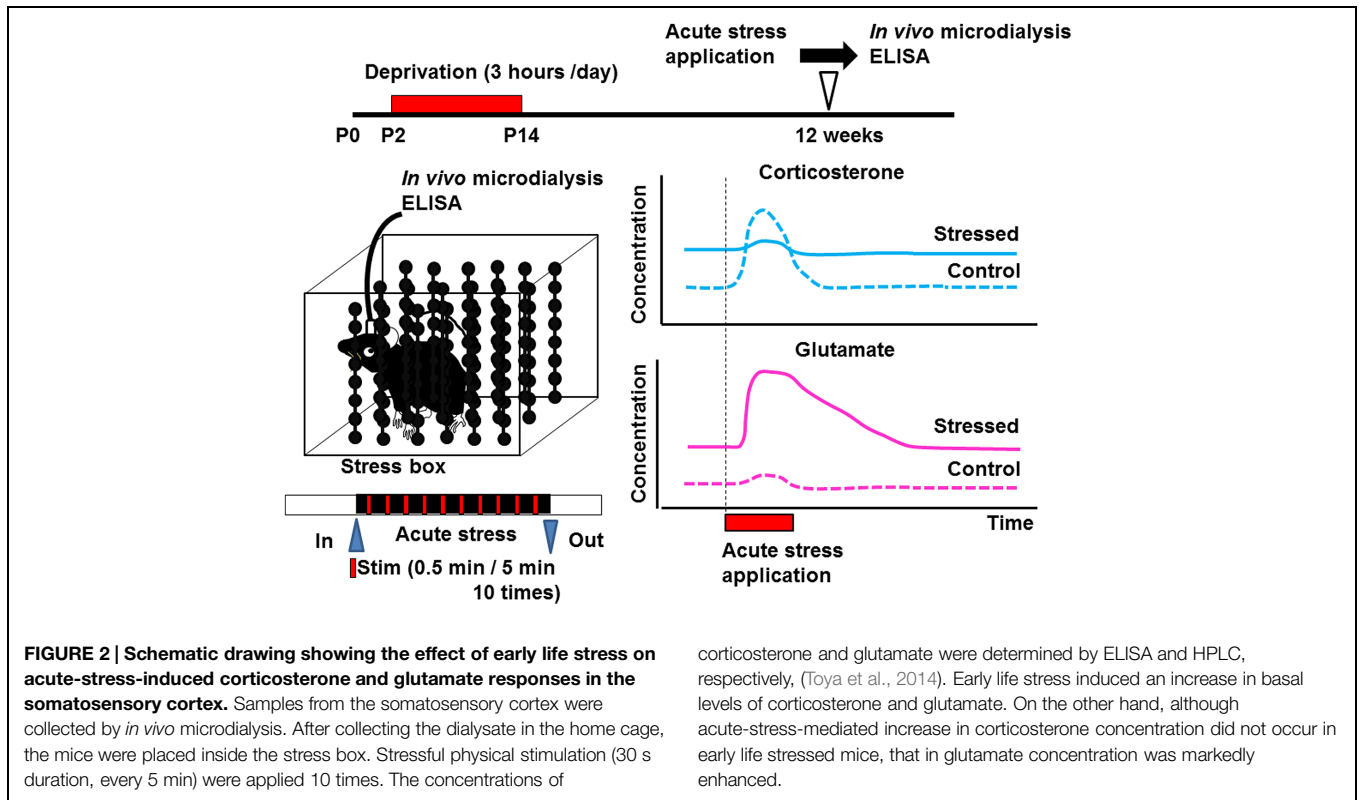 Acute stress
application
In vivo microdialysis
ELISA
Deprivation (3 hours /day)
P0
P2
P14
12 weeks
In vivo microdialysis
ELISA
Stress box
In
Acute stress
Out
Stim (0.5 min / 5 min
10 times)
Corticosterone
Concentration
Stressed
Control
Glutamate
Concentration
Stressed
Control
Time
Acute stress
application
FIGURE 2 | Schematic drawing showing the effect of early life stress on
acute-stress-induced corticosterone and glutamate responses in the
somatosensory cortex. Samples from the somatosensory cortex were
collected by in vivo microdialysis. After collecting the dialysate in the home cage,
the mice were placed inside the stress box. Stressful physical stimulation (30 s
duration, every 5 min) were applied 10 times. The concentrations of
corticosterone and glutamate were determined by ELISA and HPLC,
respectively, (Toya et al., 2014). Early life stress induced an increase in basal
levels of corticosterone and glutamate. On the other hand, although
acute-stress-mediated increase in corticosterone concentration did not occur in
early life stressed mice, that in glutamate concentration was markedly
enhanced.